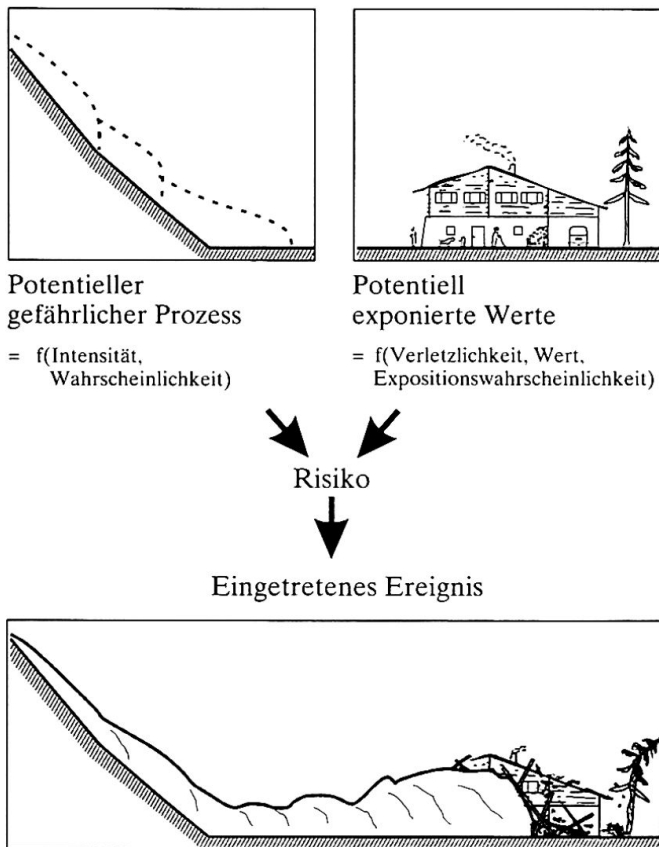 Potentieller
gefährlicher Prozess
= f(Intensität,
Wahrscheinlichkeit)
Potentiell
exponierte Werte
= f(Verletzlichkeit, Wert,
Expositionswahrscheinlichkeit)
Risiko
Eingetretenes Ereignis